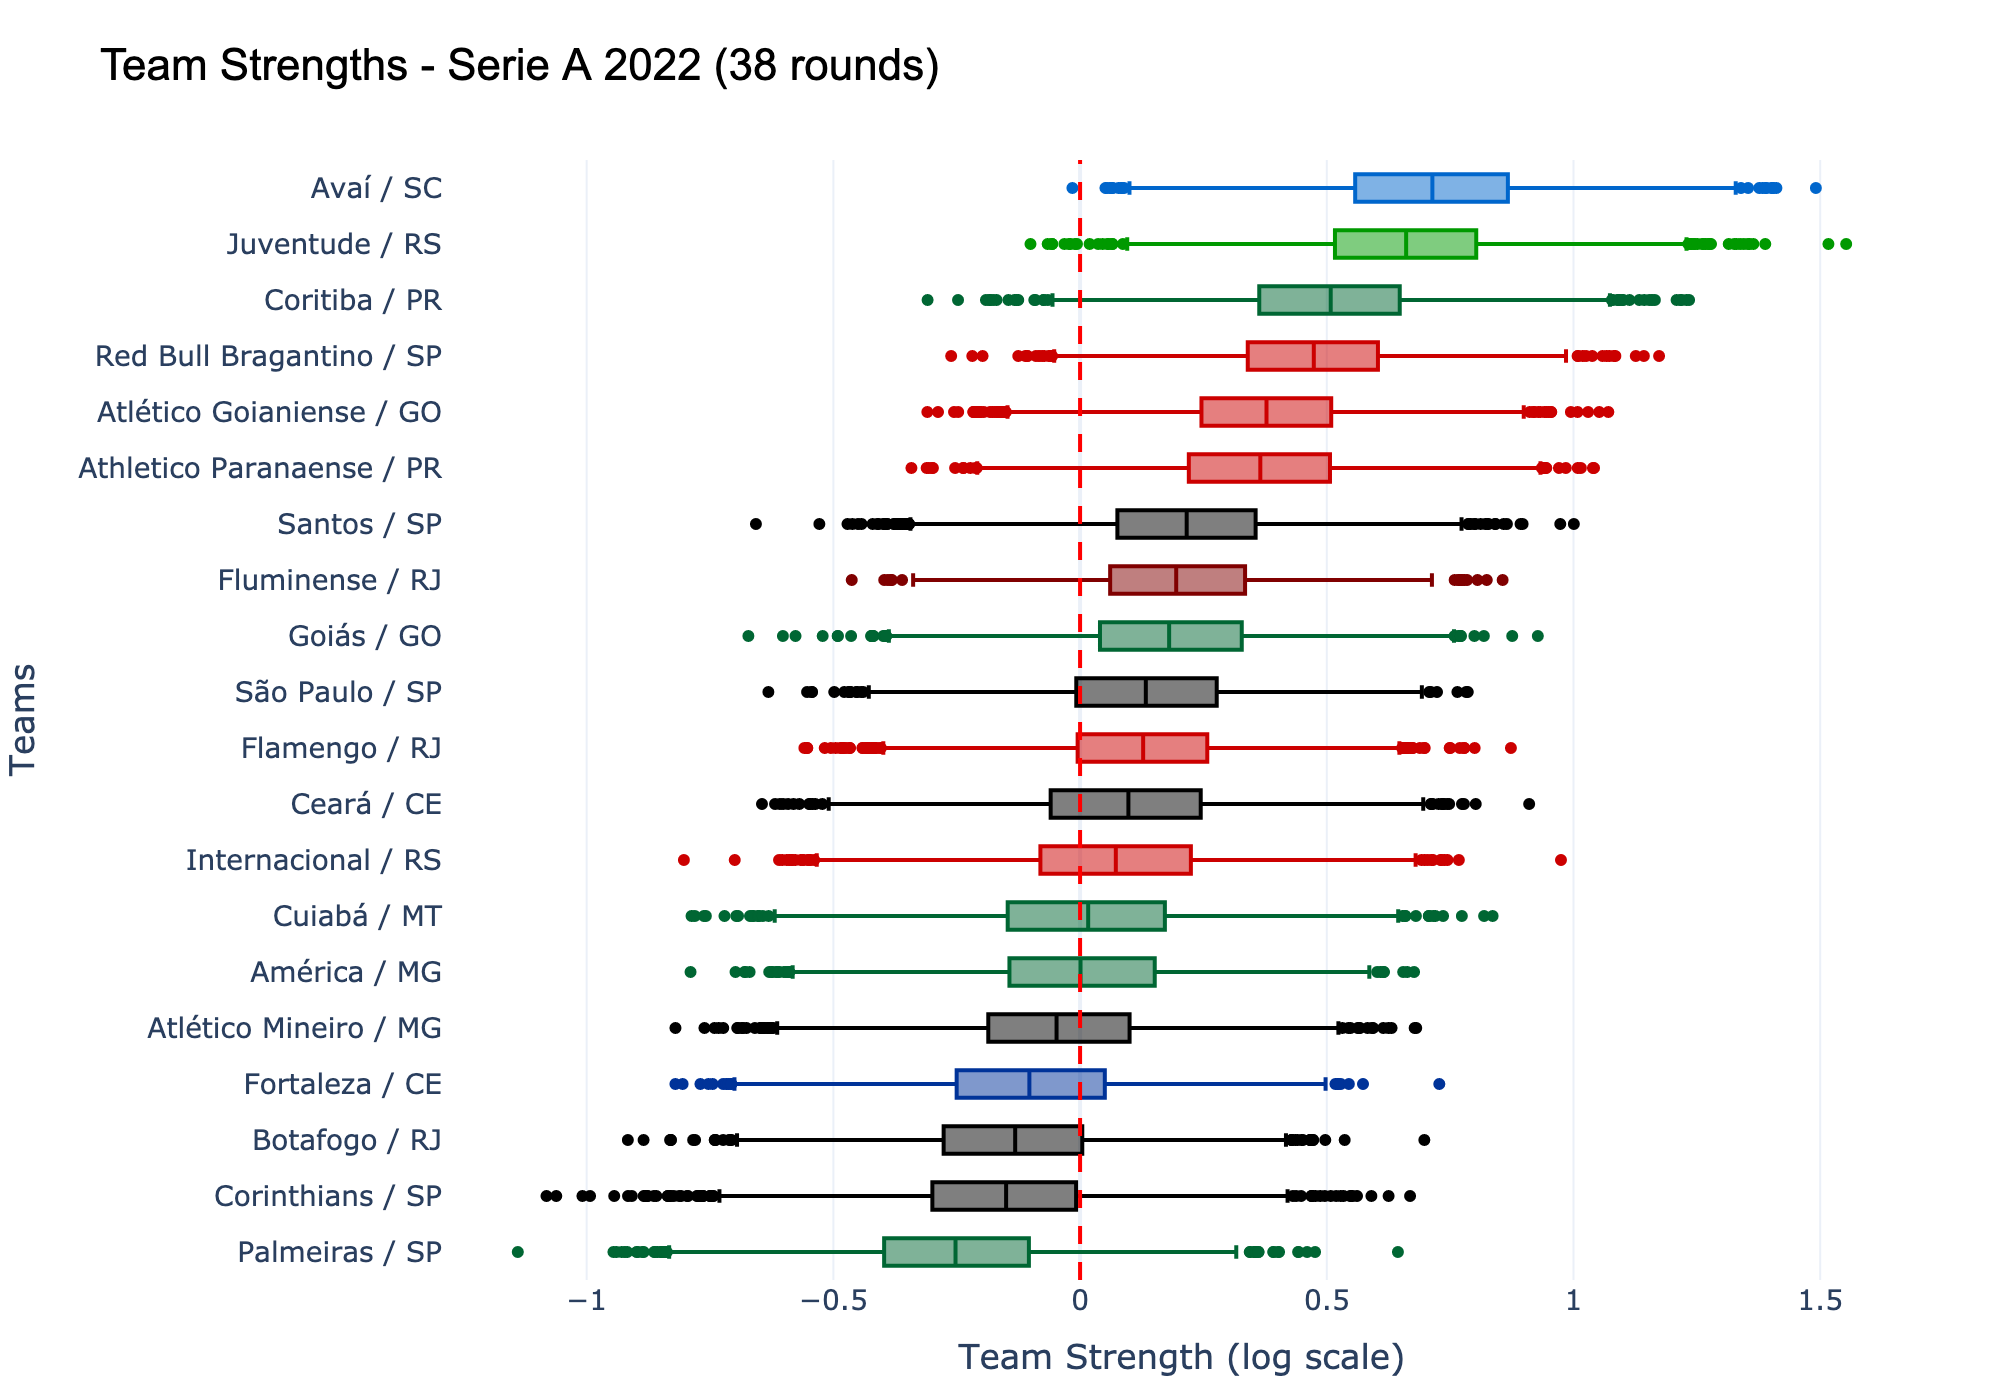 Team Strengths - Serie A 2022 (38 rounds)
Avaí / SC
Juventude / RS
Coritiba / PR
Red Bull Bragantino / SP
Atlético Goianiense / GO
Athletico Paranaense / PR
Santos / SP
Fluminense / RJ
Goiás / GO
São Paulo / SP
Flamengo / RJ
Ceará / CE
Internacional / RS
Cuiabá / MT
América / MG
Atlético Mineiro / MG
Fortaleza / CE
Botafogo / RJ
Corinthians / SP
Palmeiras / SP
Teams
−1 −0.5 0 0.5 1 1.5
Team Strength (log scale)